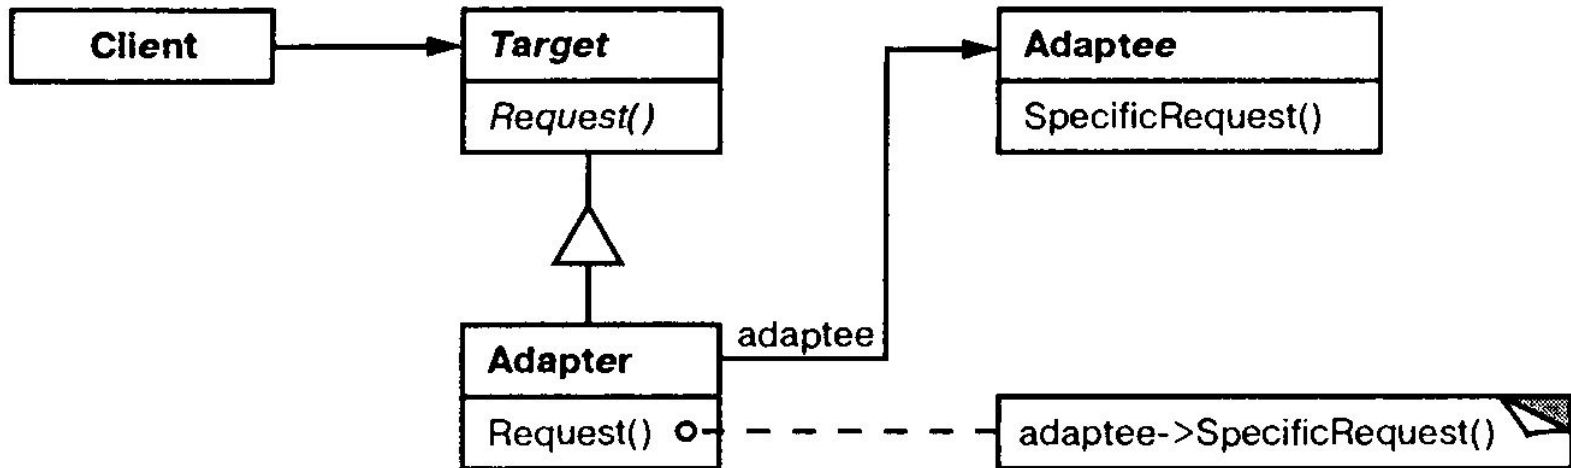 Client
Target
Request()
Adaptee
SpecificRequest()
adaptee
Adapter
Request()
adaptee->SpecificRequest()